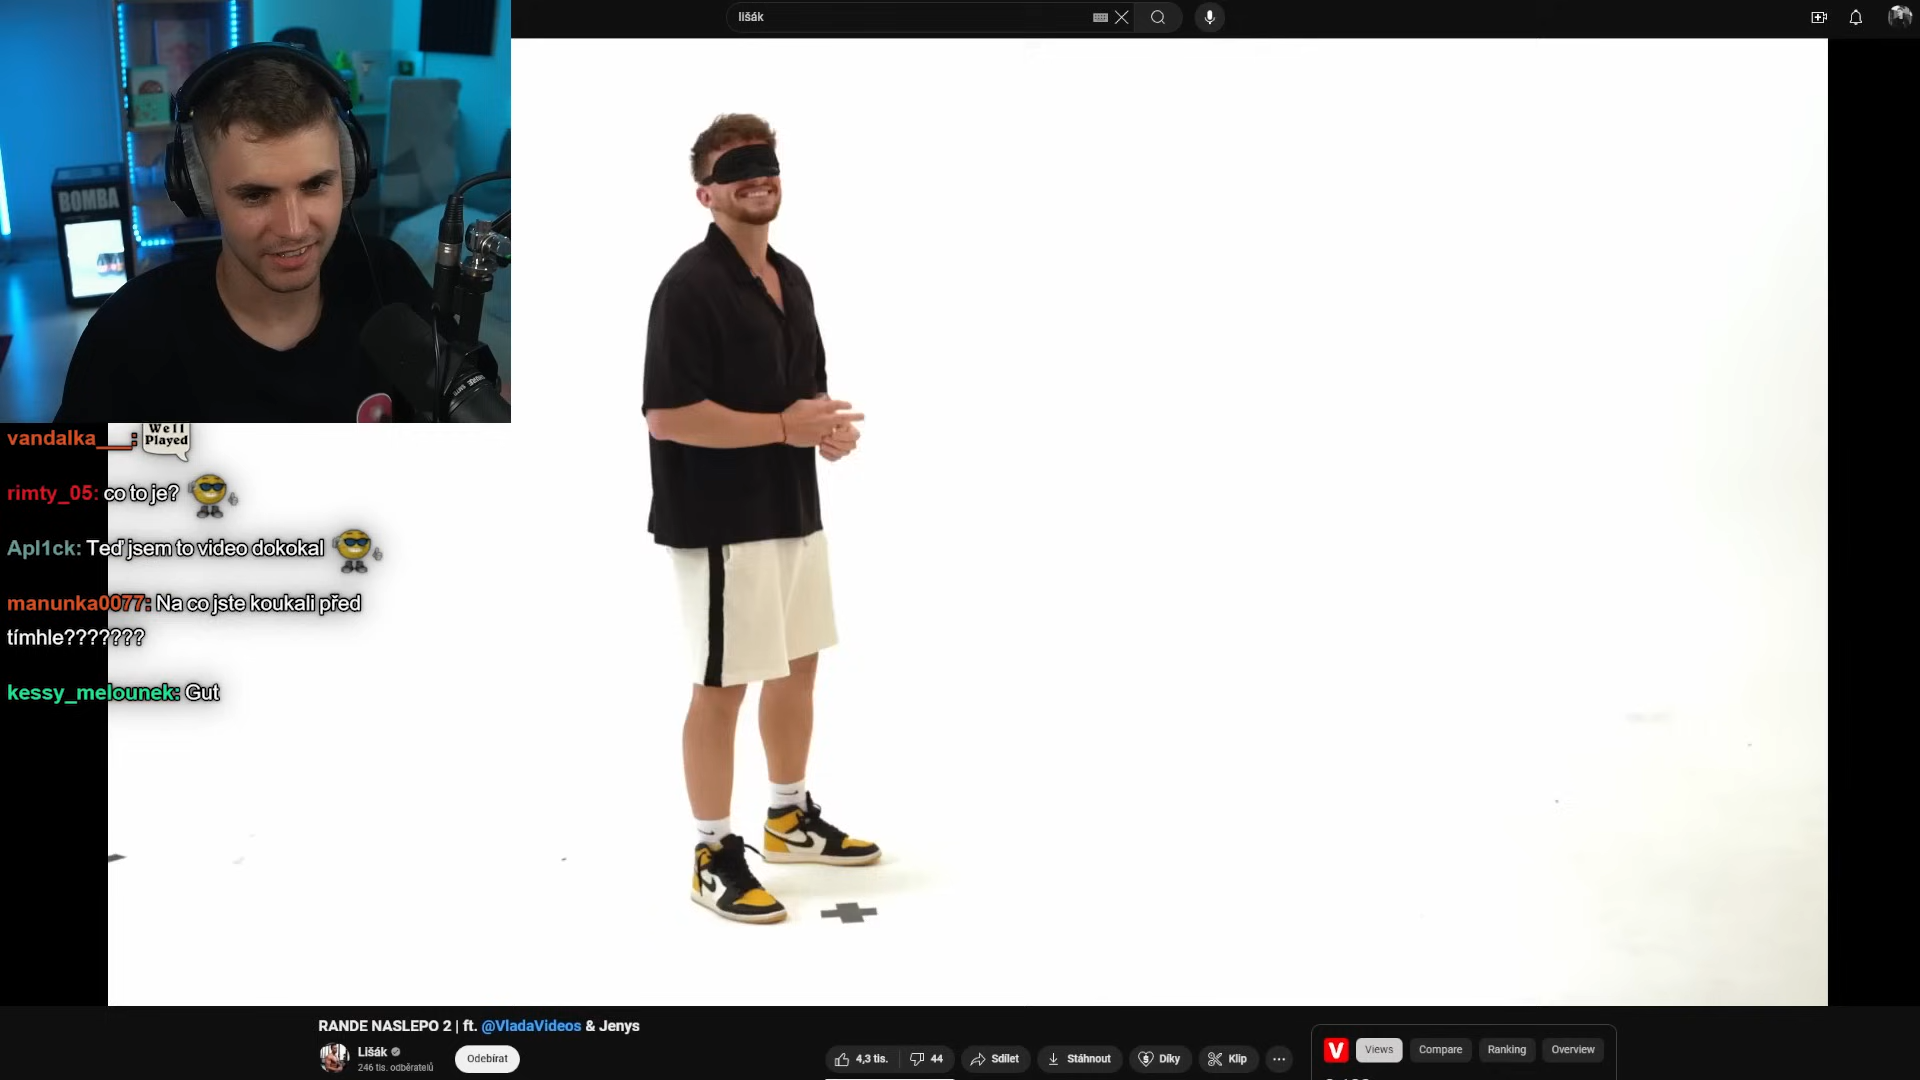 lišák
BOMBA
vandalka___:
Well
Played
rimty_05: co to je?
Apl1ck: Teď jsem to video dokokal
manunka0077: Na co jste koukali před
tímhle???????
kessy_melounek: Gut
RANDE NASLEPO 2 | ft. @VladaVideos & Jenys
Lišák
246 tis. odběratelů
Odebírat
4,3 tis.
44
Sdílet
Stáhnout
Díky
Klip
Views
Compare
Ranking
Overview